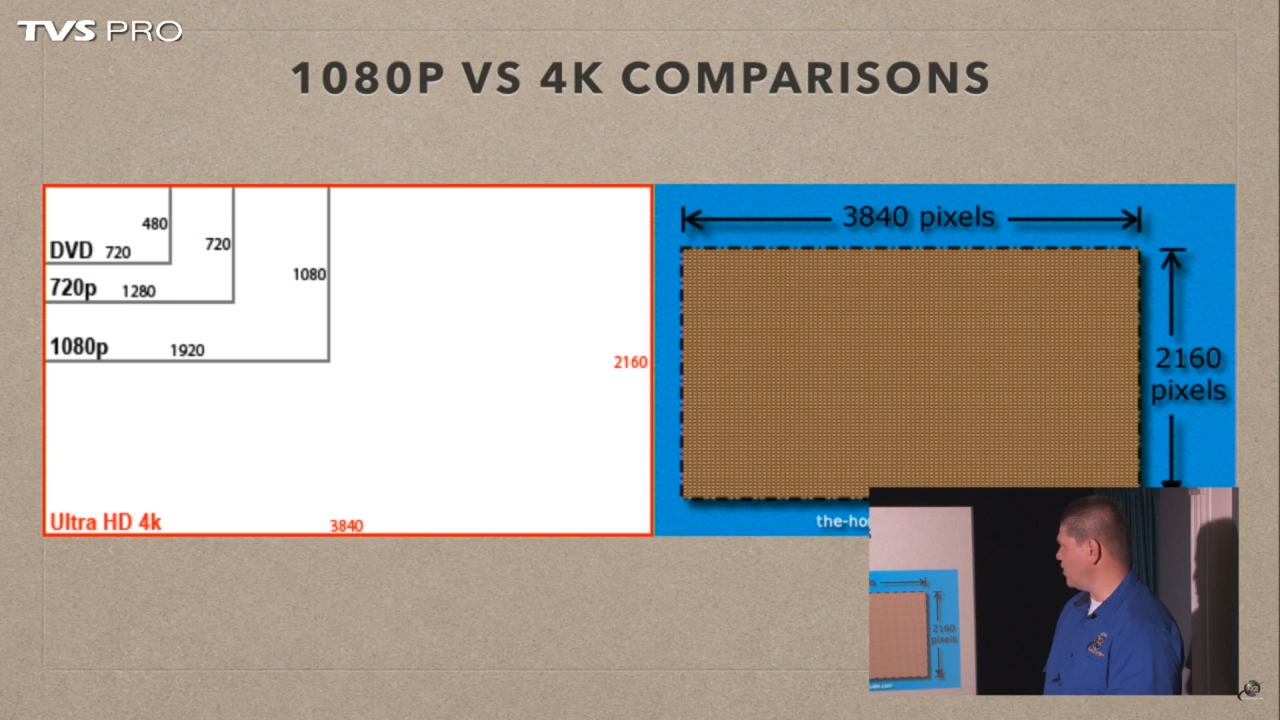 TVS PRO
1080P VS 4K COMPARISONS
480
DVD 720
720
720p 1280
1080
1080p 1920
2160
Ultra HD 4k 3840
3840 pixels
2160
pixels
2160
pixels